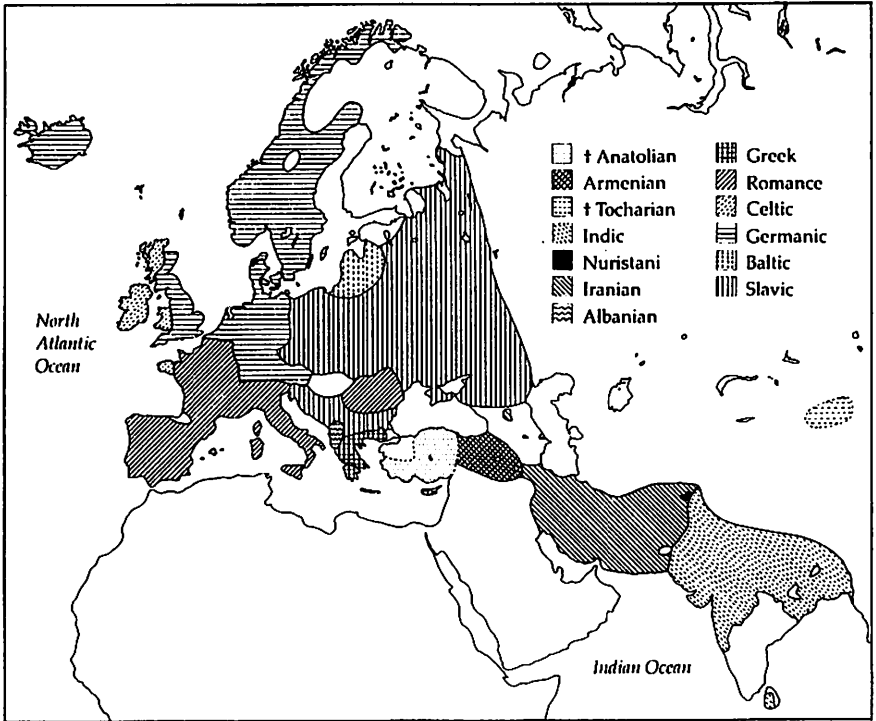 † Anatolian
Armenian
† Tocharian
Indic
Nuristani
Iranian
Albanian
Greek
Romance
Celtic
Germanic
Baltic
Slavic
North
Atlantic
Ocean
Indian Ocean